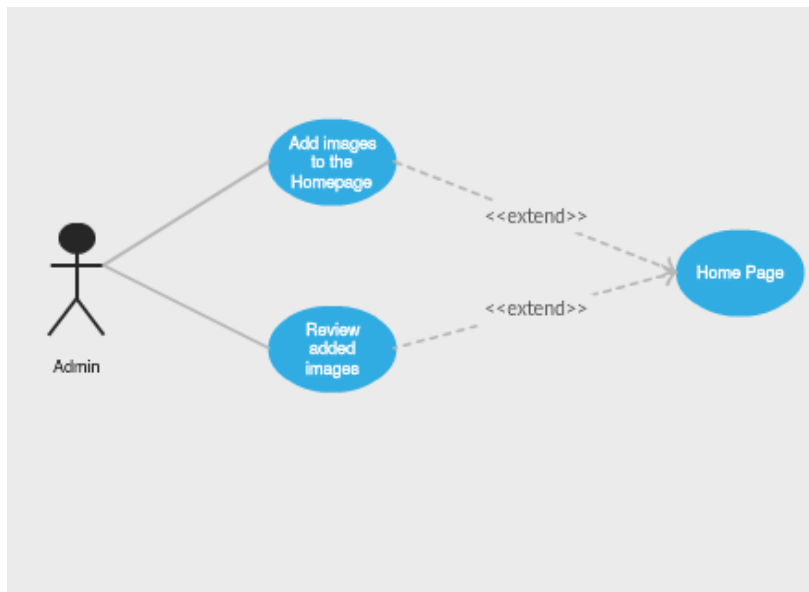 Add images
to the
Homepage
<<extend>>
Home Page
<<extend>>
Review
added
images
Admin